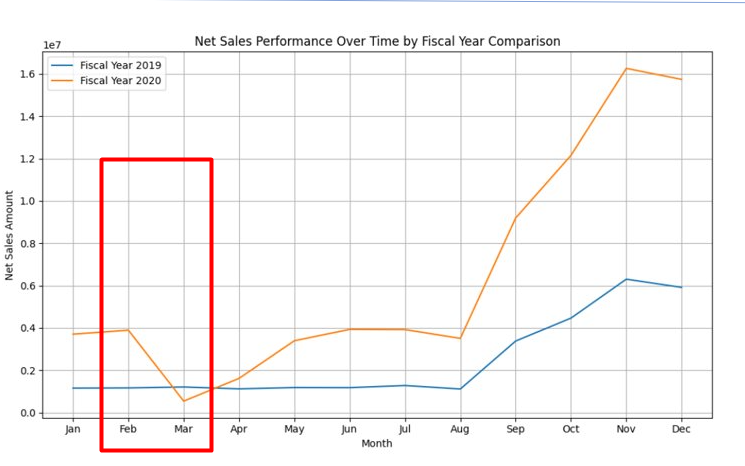 Net Sales Performance Over Time by Fiscal Year Comparison
1e7
Fiscal Year 2019
Fiscal Year 2020
1.6
1.4
1.2
1.0
0.8
0.6
0.4
0.2
0.0
Net Sales Amount
Jan Feb Mar Apr May Jun Jul Aug Sep Oct Nov Dec
Month